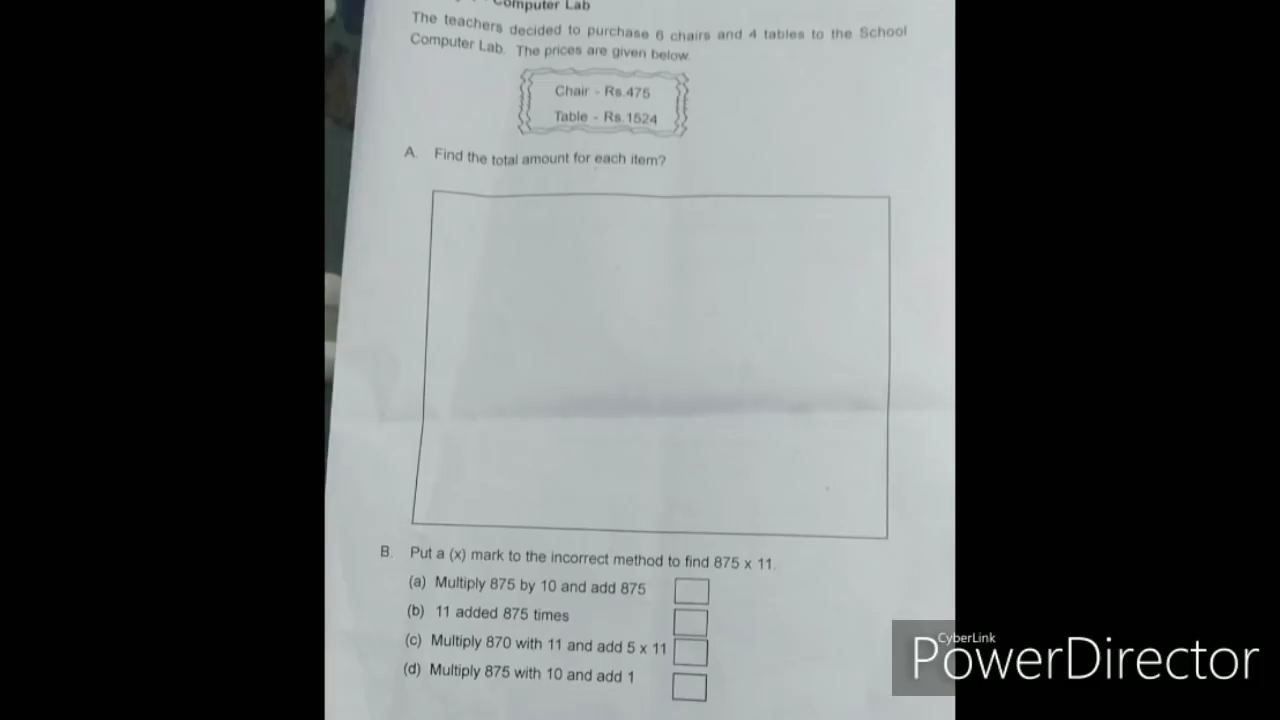 Computer Lab
The teachers decided to purchase 6 chairs and 4 tables to the School
Computer Lab. The prices are given below.
Chair - Rs.475
Table - Rs.1524
A. Find the total amount for each item?
B. Put a (x) mark to the incorrect method to find 875 x 11.
(a) Multiply 875 by 10 and add 875
(b) 11 added 875 times
(c) Multiply 870 with 11 and add 5 x 11
(d) Multiply 875 with 10 and add 1
CyberLink
PowerDirector